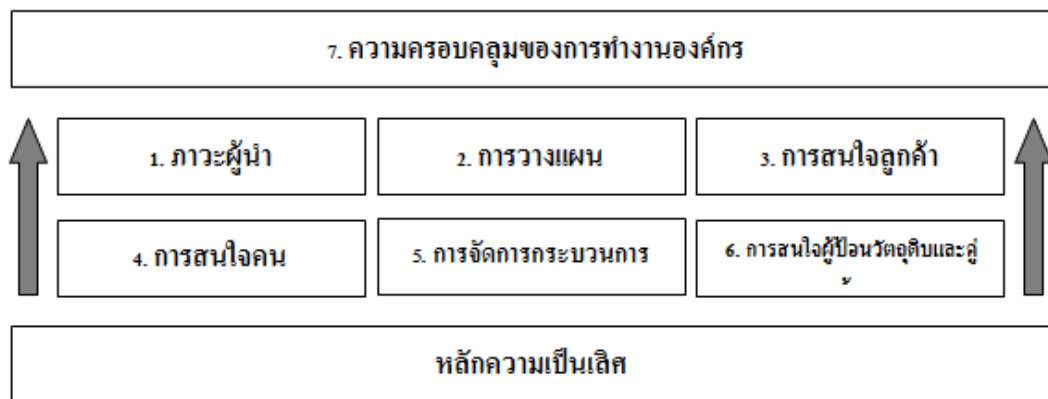 7. ความครอบคลุมของการทำงานองค์กร
1. ภาวะผู้นำ
2. การวางแผน
3. การสนใจลูกค้า
4. การสนใจคน
5. การจัดการกระบวนการ
6. การสนใจผู้ป้อนวัตถุดิบและคู่
หลักความเป็นเลิศ